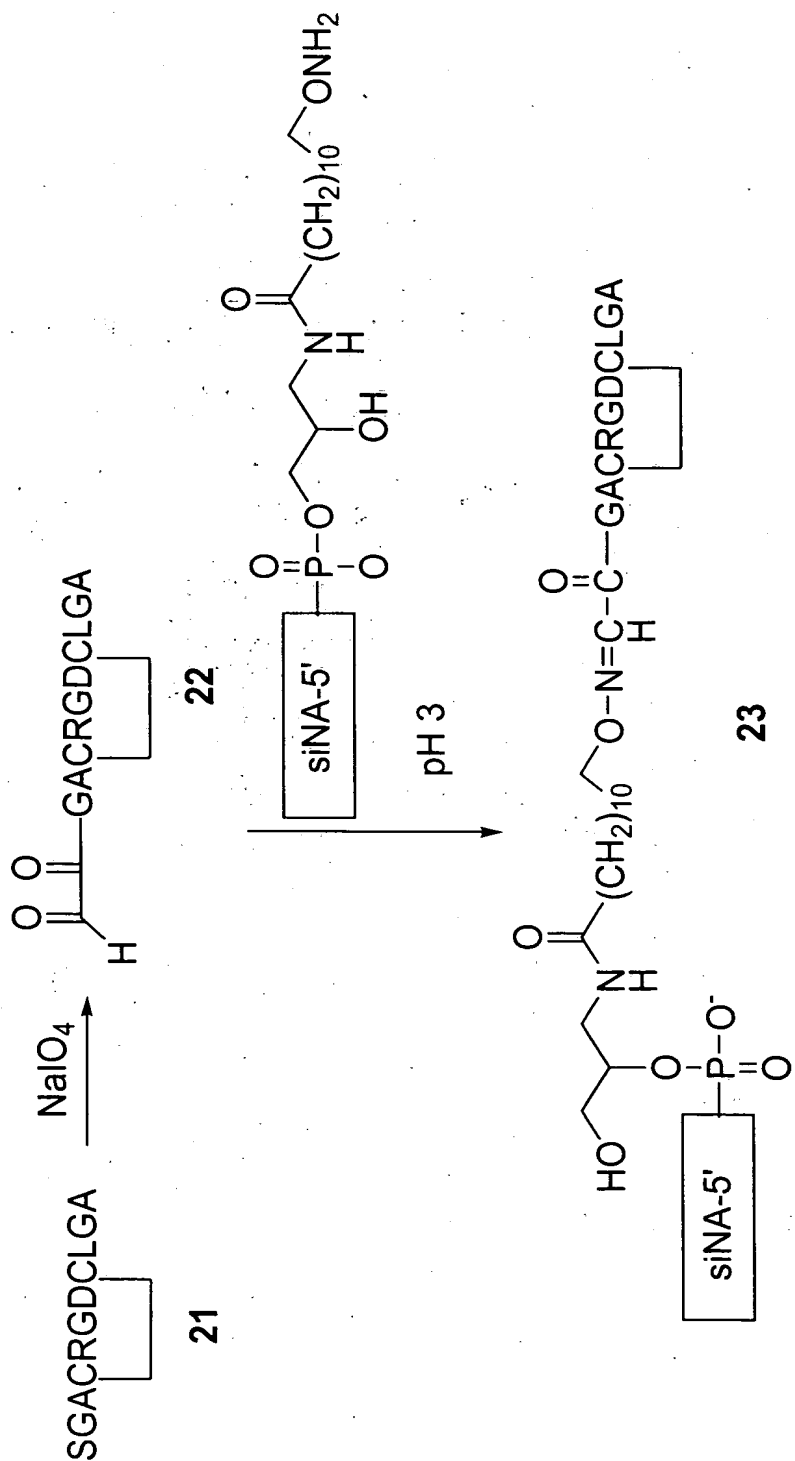 SGACRGDCLGA
21
NaIO4
O O
H
GACRGDCLGA
22
siNA-5' O=P-O O OH N H O (CH2)10 ONH2
pH 3
siNA-5' O=P-O- O HO N H O (CH2)10 O-N=C-C-GACRGDCLGA H O
23